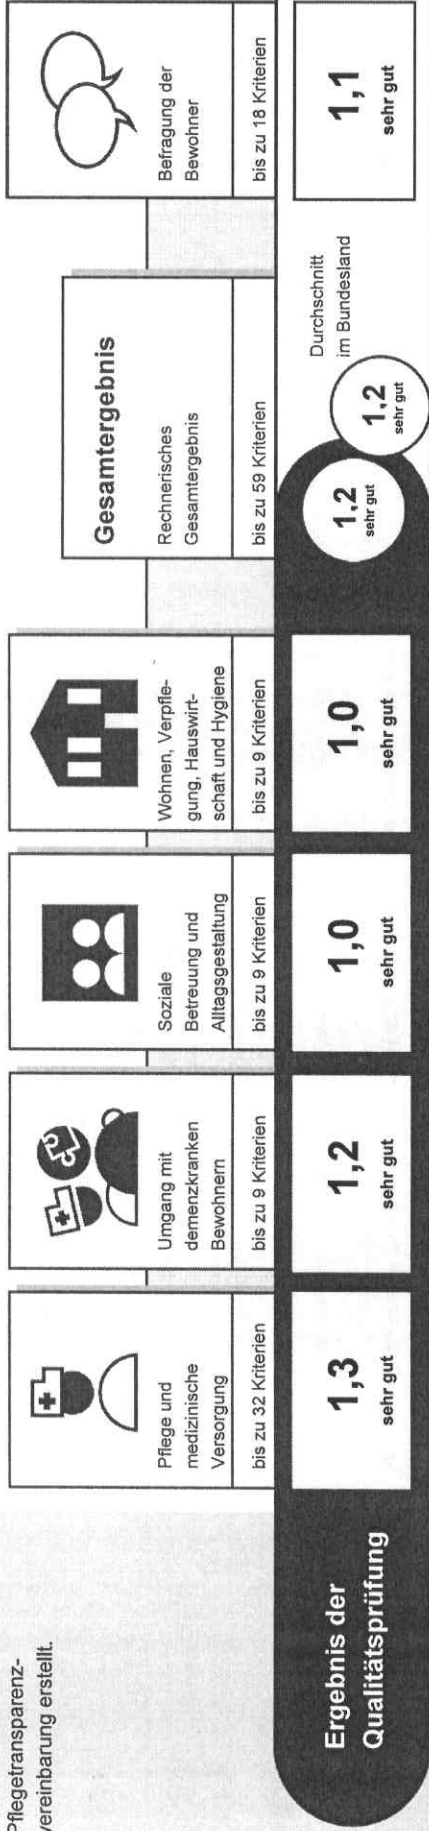 Pflegetransparenz-
vereinbarung erstellt.
Pflege und
medizinische
Versorgung
bis zu 32 Kriterien
Umgang mit
demenzkranken
Bewohnern
bis zu 9 Kriterien
Soziale
Betreuung und
Alltagsgestaltung
bis zu 9 Kriterien
Wohnen, Verpfle-
gung, Hauswirt-
schaft und Hygiene
bis zu 9 Kriterien
Gesamtergebnis
Rechnerisches
Gesamtergebnis
bis zu 59 Kriterien
Befragung der
Bewohner
bis zu 18 Kriterien
Ergebnis der
Qualitätsprüfung
1,3
sehr gut
1,2
sehr gut
1,0
sehr gut
1,0
sehr gut
1,2
sehr gut
1,2
sehr gut
Durchschnitt
im Bundesland
1,1
sehr gut